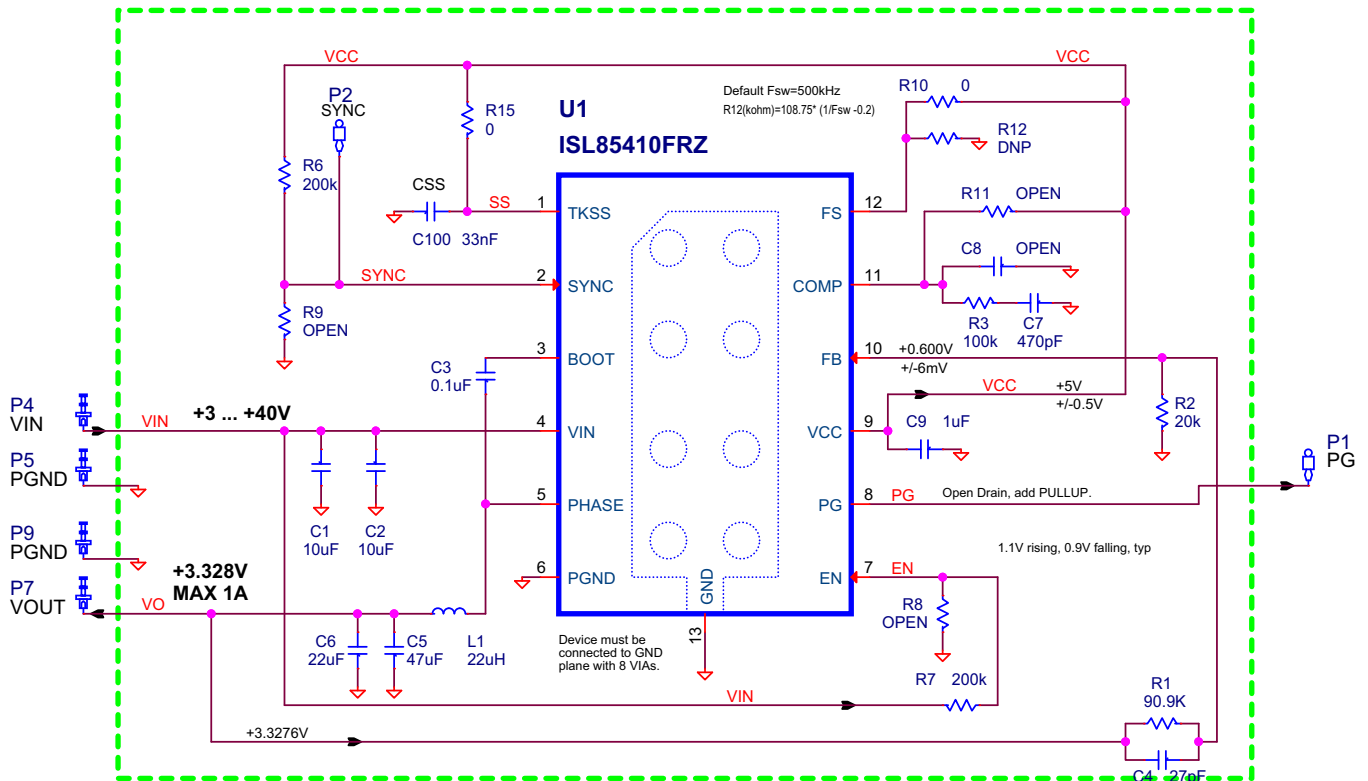 VCC
VCC
P2
SYNC
R15
0
U1
ISL85410FRZ
Default Fsw=500kHz
R12(kohm)=108.75* (1/Fsw -0.2)
R10 0
R12
DNP
R6
200k
CSS
SS
C100 33nF
1
TKSS
FS
12
R11 OPEN
C8 OPEN
SYNC
2
SYNC
COMP
11
R9
OPEN
R3
100k
C7
470pF
3
BOOT
FB
10
+0.600V
+/-6mV
C3
0.1uF
VCC
+5V
+/-0.5V
R2
20k
P4
VIN
VIN
+3 ... +40V
4
VIN
VCC
9
C9 1uF
P5
PGND
P1
PG
5
PHASE
PG
8
PG
Open Drain, add PULLUP.
C1
10uF
C2
10uF
P9
PGND
1.1V rising, 0.9V falling, typ
+3.328V
MAX 1A
6
PGND
GND
EN
7
EN
P7
VOUT
VO
R8
OPEN
C6
22uF
C5
47uF
L1
22uH
Device must be
connected to GND
plane with 8 VIAs.
13
R7 200k
VIN
R1
90.9K
+3.3276V
C4 27pF